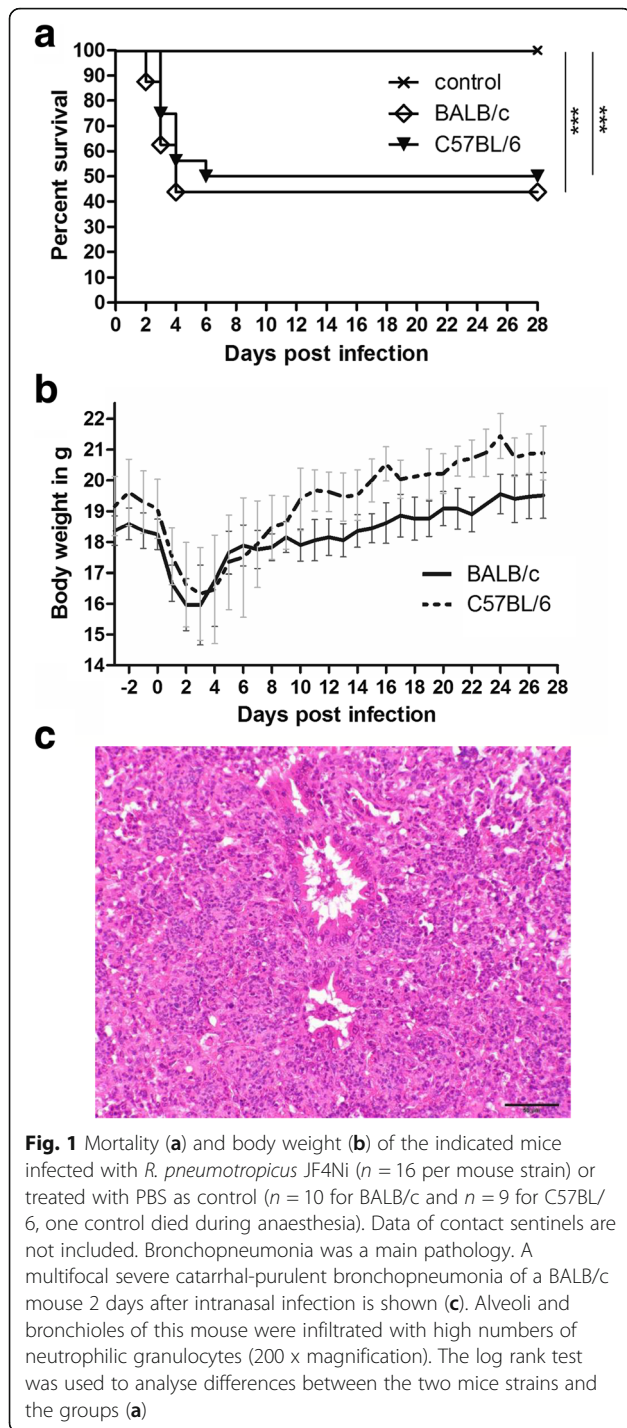 a
100
90
80
70
60
50
40
30
20
10
0
Percent survival
control
BALB/c
C57BL/6
***
***
0 2 4 6 8 10 12 14 16 18 20 22 24 26 28
Days post infection
b
22
21
20
19
18
17
16
15
14
Body weight in g
BALB/c
C57BL/6
-2 0 2 4 6 8 10 12 14 16 18 20 22 24 26 28
Days post infection
c
Fig. 1 Mortality (a) and body weight (b) of the indicated mice
infected with R. pneumotropicus JF4Ni (n = 16 per mouse strain) or
treated with PBS as control (n = 10 for BALB/c and n = 9 for C57BL/
6, one control died during anaesthesia). Data of contact sentinels are
not included. Bronchopneumonia was a main pathology. A
multifocal severe catarrhal-purulent bronchopneumonia of a BALB/c
mouse 2 days after intranasal infection is shown (c). Alveoli and
bronchioles of this mouse were infiltrated with high numbers of
neutrophilic granulocytes (200 x magnification). The log rank test
was used to analyse differences between the two mice strains and
the groups (a)